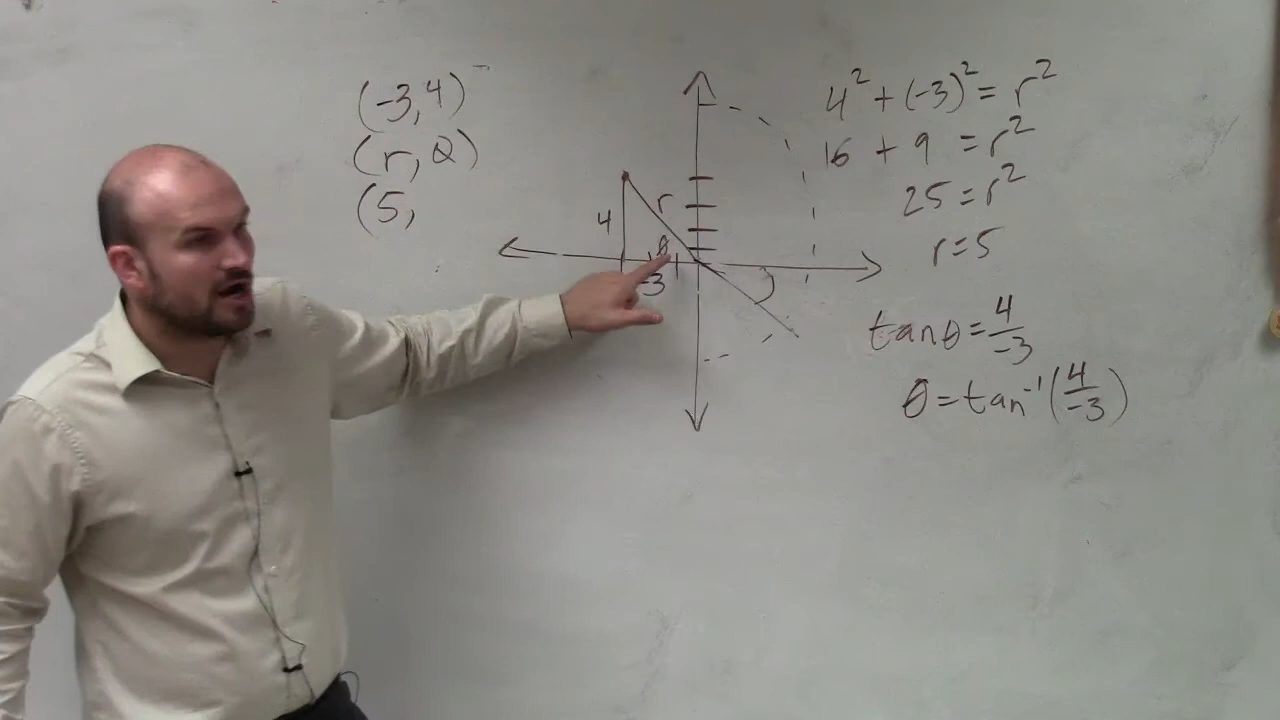 (-3,4)
(r,θ)
(5,
4
r
θ
-3
4² + (-3)² = r²
16 + 9 = r²
25 = r²
r = 5
tanθ = 4/-3
θ = tan⁻¹(4/-3)